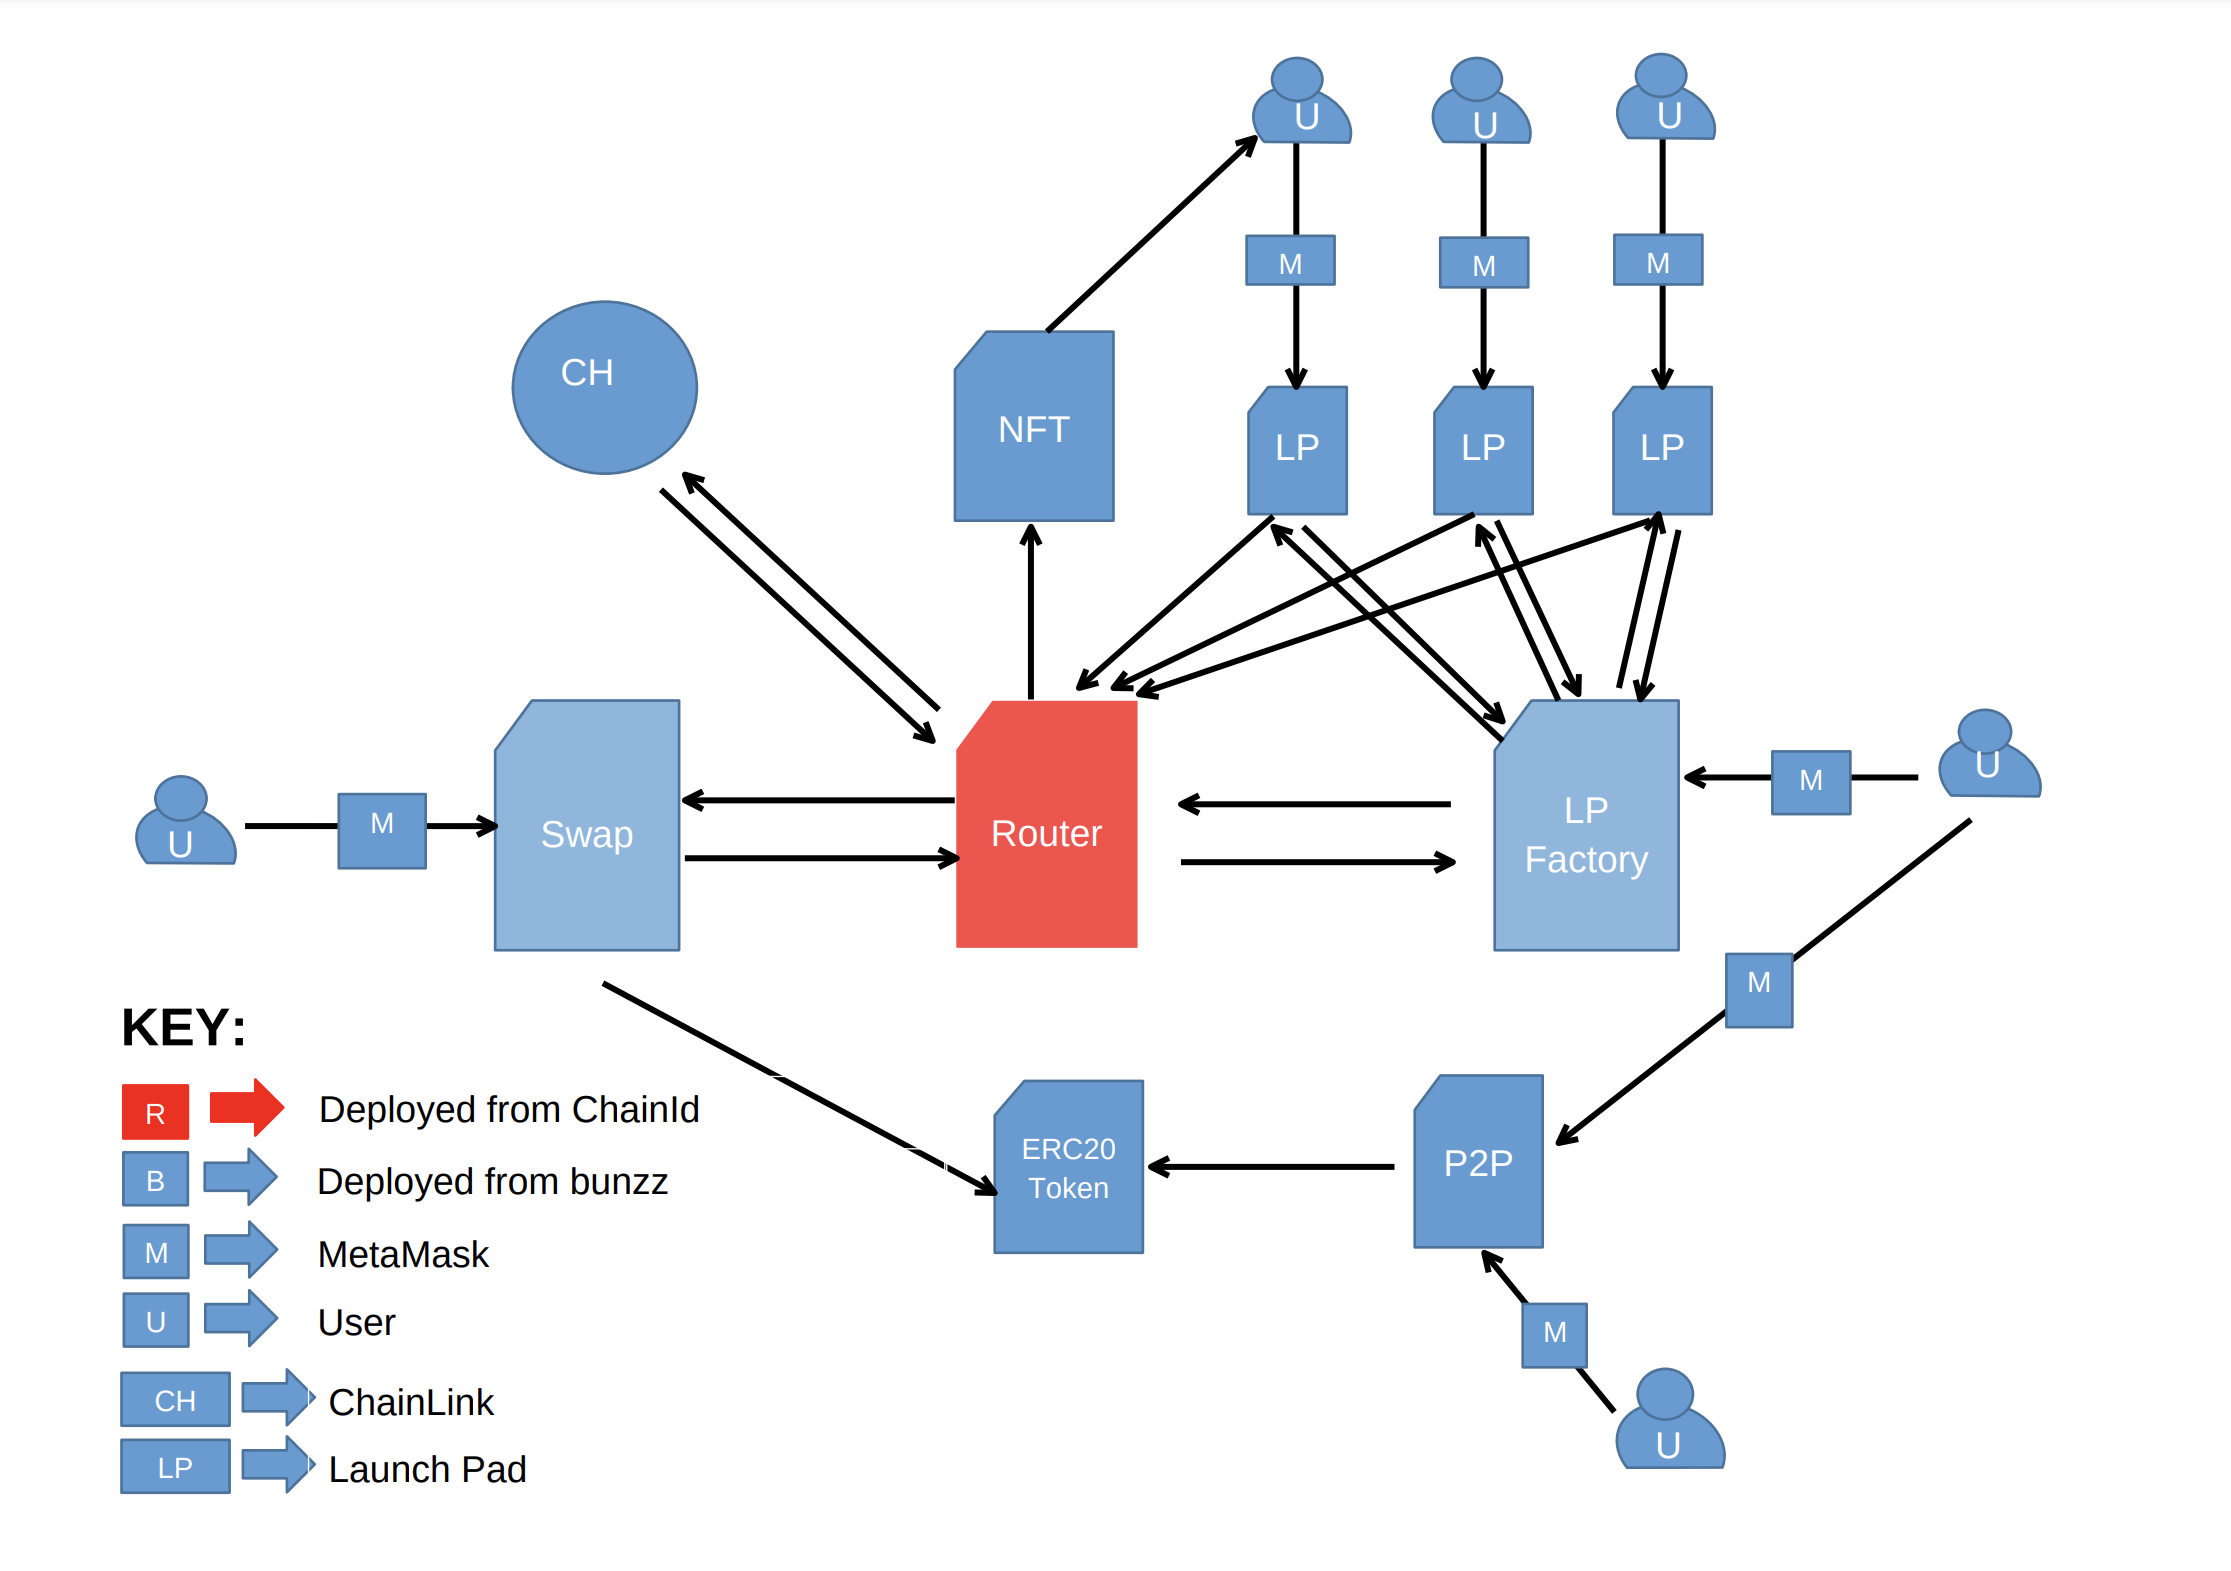 U
U
U
M
M
M
CH
NFT
LP
LP
LP
U
M
Swap
Router
LP
Factory
M
U
M
KEY:
R
Deployed from ChainId
B
Deployed from bunzz
M
MetaMask
U
User
CH
ChainLink
LP
Launch Pad
ERC20
Token
P2P
M
U